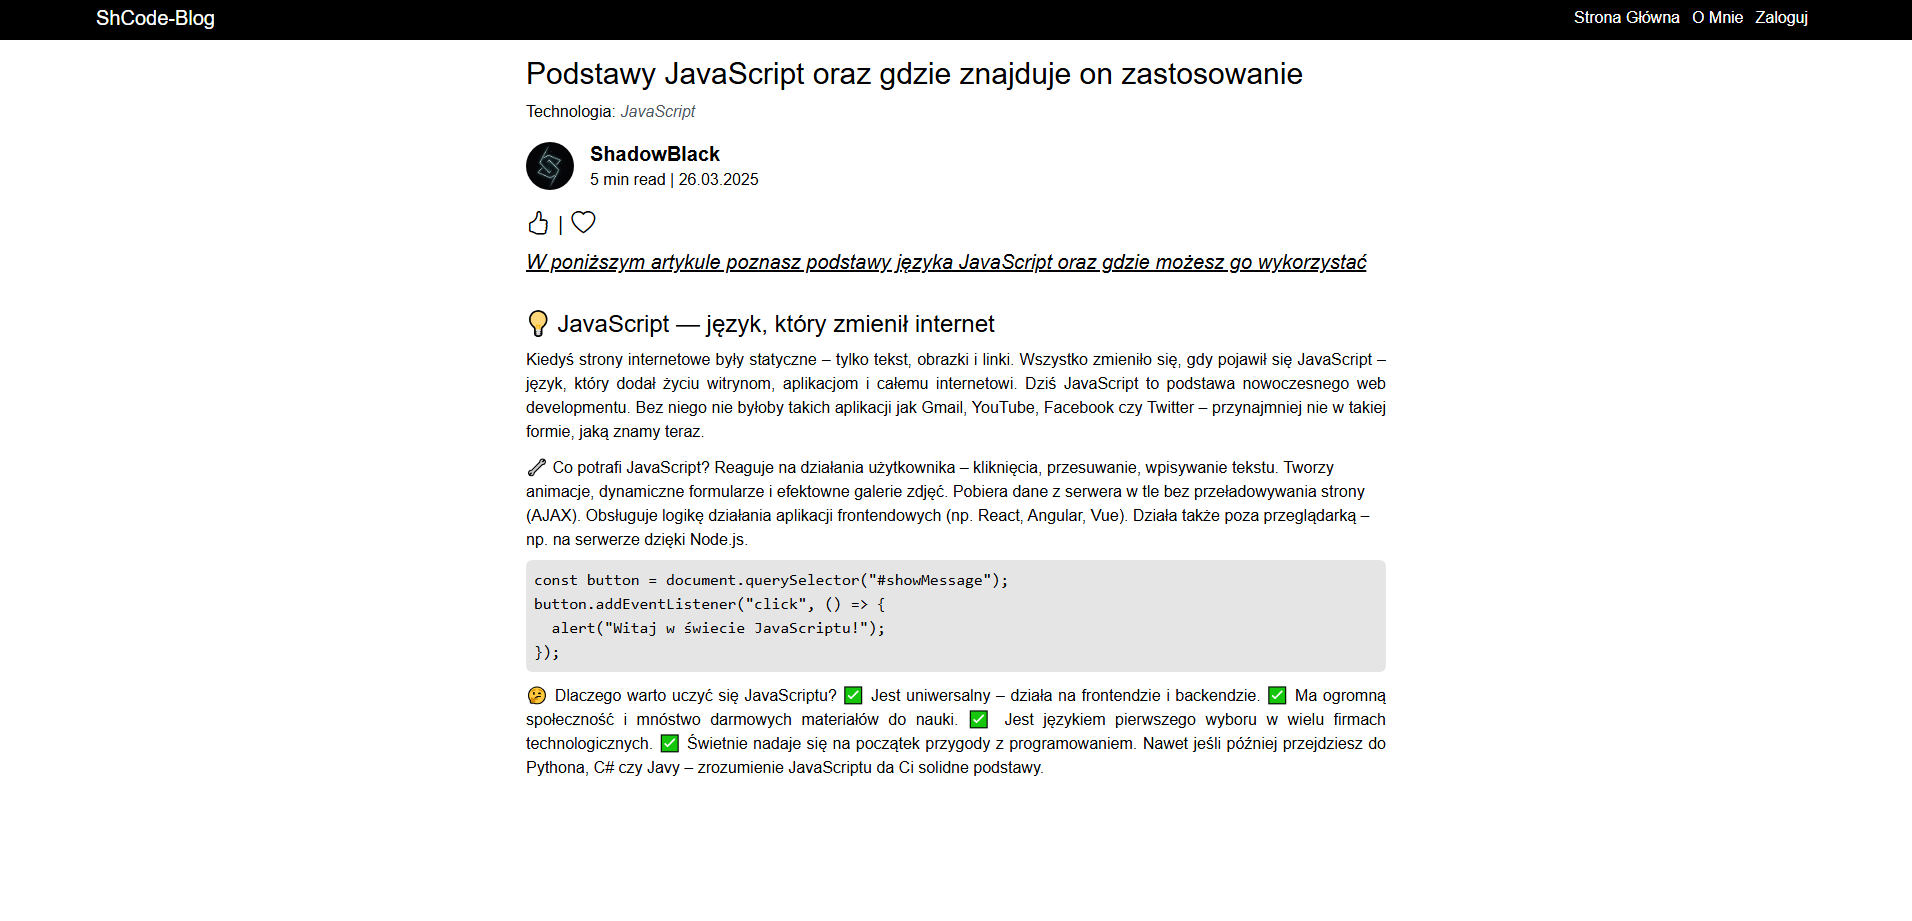 ShCode-Blog
Strona Główna O Mnie Zaloguj
Podstawy JavaScript oraz gdzie znajduje on zastosowanie
Technologia: JavaScript
ShadowBlack
5 min read | 26.03.2025
|
W poniższym artykule poznasz podstawy języka JavaScript oraz gdzie możesz go wykorzystać
💡 JavaScript — język, który zmienił internet
Kiedyś strony internetowe były statyczne – tylko tekst, obrazki i linki. Wszystko zmieniło się, gdy pojawił się JavaScript –
język, który dodał życiu witrynom, aplikacjom i całemu internetowi. Dziś JavaScript to podstawa nowoczesnego web
developmentu. Bez niego nie byłoby takich aplikacji jak Gmail, YouTube, Facebook czy Twitter – przynajmniej nie w takiej
formie, jaką znamy teraz.
🔧 Co potrafi JavaScript? Reaguje na działania użytkownika – kliknięcia, przesuwanie, wpisywanie tekstu. Tworzy
animacje, dynamiczne formularze i efektowne galerie zdjęć. Pobiera dane z serwera w tle bez przeładowywania strony
(AJAX). Obsługuje logikę działania aplikacji frontendowych (np. React, Angular, Vue). Działa także poza przeglądarką –
np. na serwerze dzięki Node.js.
const button = document.querySelector("#showMessage");
button.addEventListener("click", () => {
  alert("Witaj w świecie JavaScriptu!");
});
🤔 Dlaczego warto uczyć się JavaScriptu? ✅ Jest uniwersalny – działa na frontendzie i backendzie. ✅ Ma ogromną
społeczność i mnóstwo darmowych materiałów do nauki. ✅ Jest językiem pierwszego wyboru w wielu firmach
technologicznych. ✅ Świetnie nadaje się na początek przygody z programowaniem. Nawet jeśli później przejdziesz do
Pythona, C# czy Javy – zrozumienie JavaScriptu da Ci solidne podstawy.